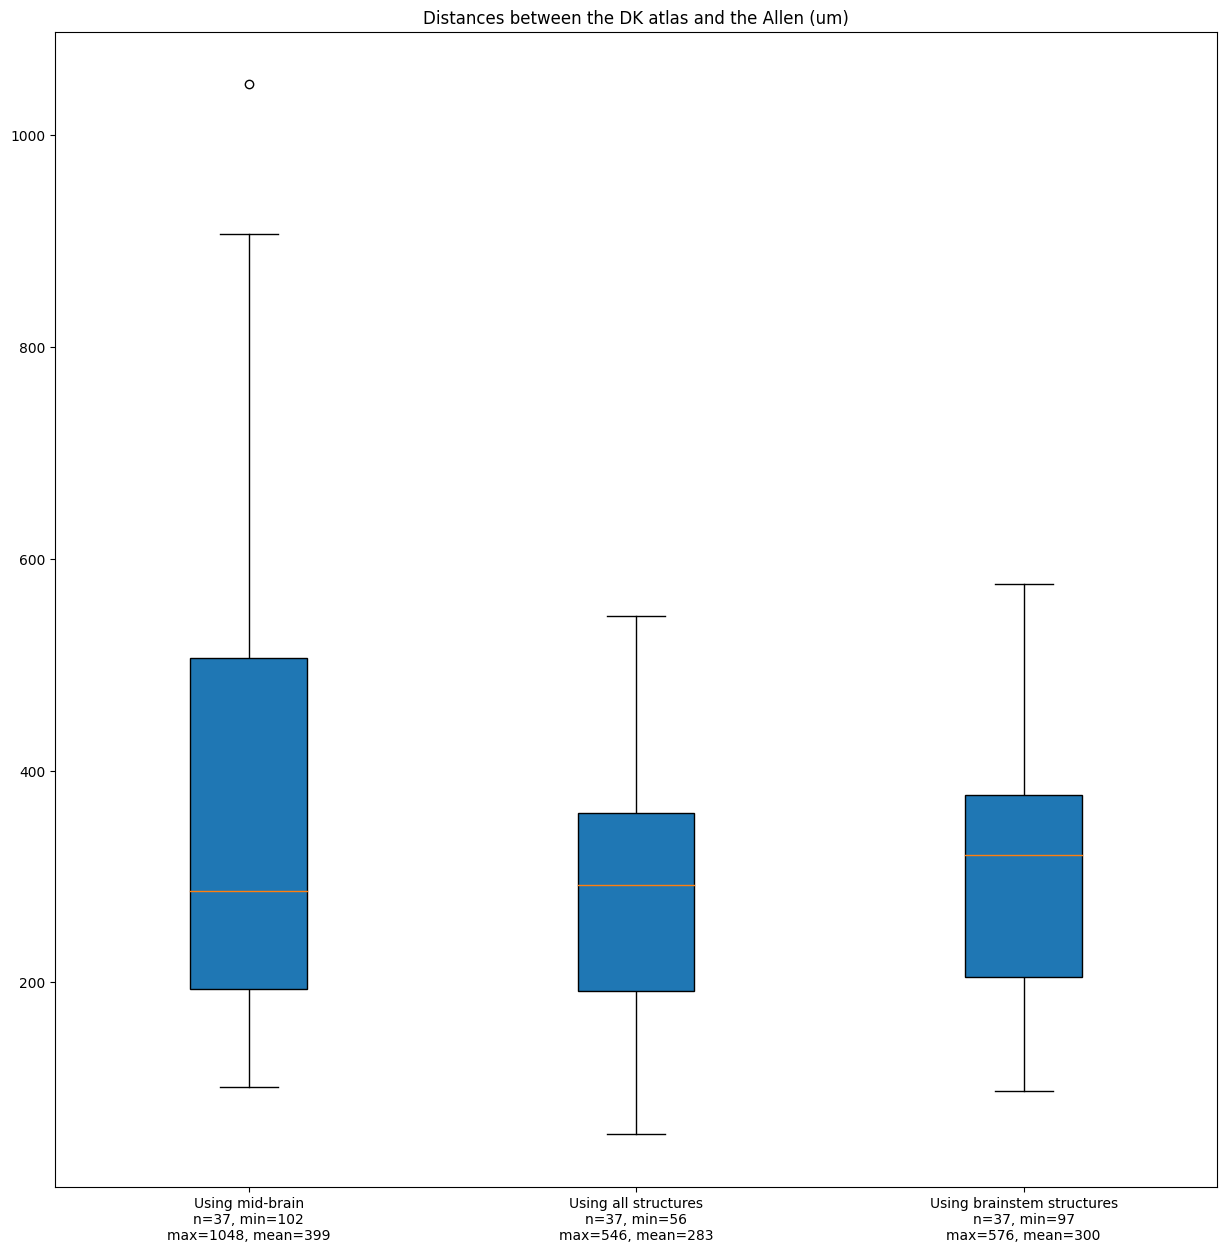 Distances between the DK atlas and the Allen (um)
1000
800
600
400
200
Using mid-brain
n=37, min=102
max=1048, mean=399
Using all structures
n=37, min=56
max=546, mean=283
Using brainstem structures
n=37, min=97
max=576, mean=300